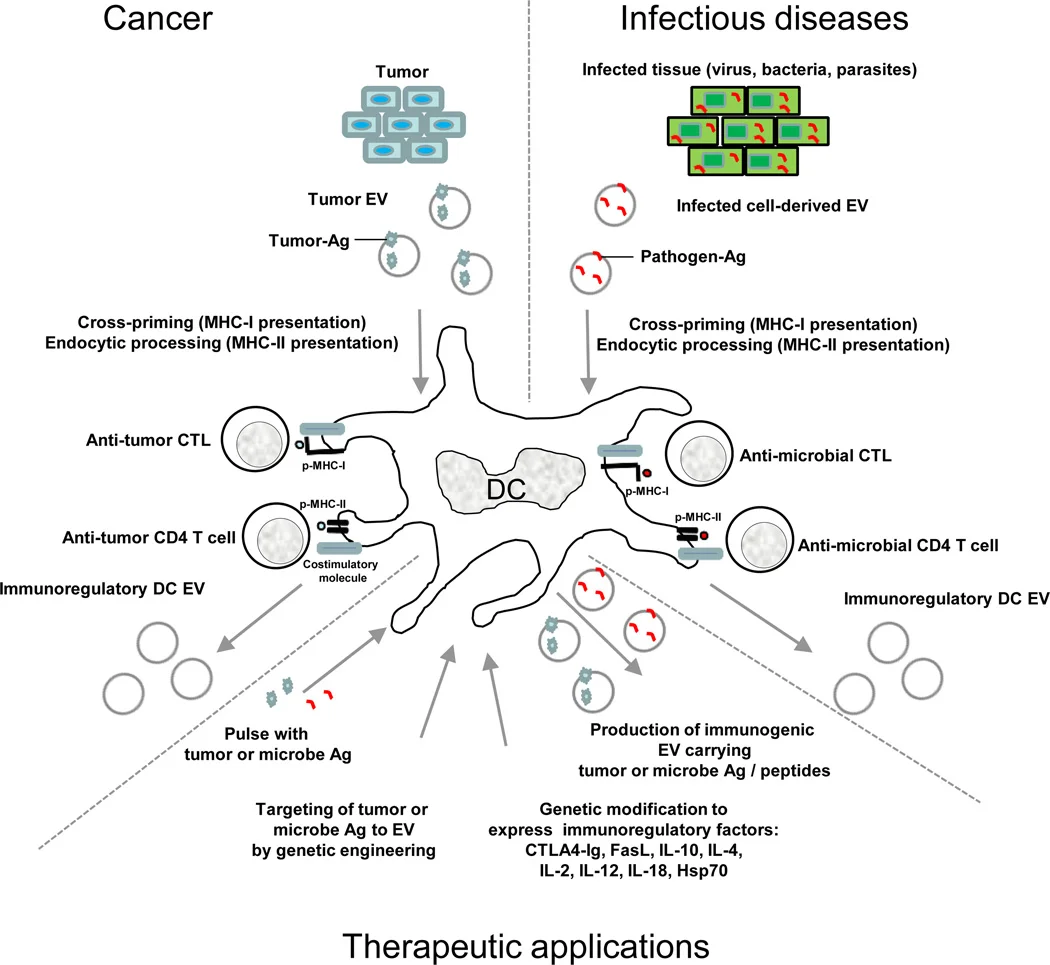 Cancer
Infectious diseases
Tumor
Infected tissue (virus, bacteria, parasites)
Tumor EV
Infected cell-derived EV
Tumor-Ag
Pathogen-Ag
Cross-priming (MHC-I presentation)
Endocytic processing (MHC-II presentation)
Cross-priming (MHC-I presentation)
Endocytic processing (MHC-II presentation)
Anti-tumor CTL
p-MHC-I
DC
p-MHC-I
Anti-microbial CTL
p-MHC-II
Anti-tumor CD4 T cell
Costimulatory
molecule
p-MHC-II
Anti-microbial CD4 T cell
Immunoregulatory DC EV
Immunoregulatory DC EV
Pulse with
tumor or microbe Ag
Production of immunogenic
EV carrying
tumor or microbe Ag / peptides
Targeting of tumor or
microbe Ag to EV
by genetic engineering
Genetic modification to
express immunoregulatory factors:
CTLA4-Ig, FasL, IL-10, IL-4,
IL-2, IL-12, IL-18, Hsp70
Therapeutic applications